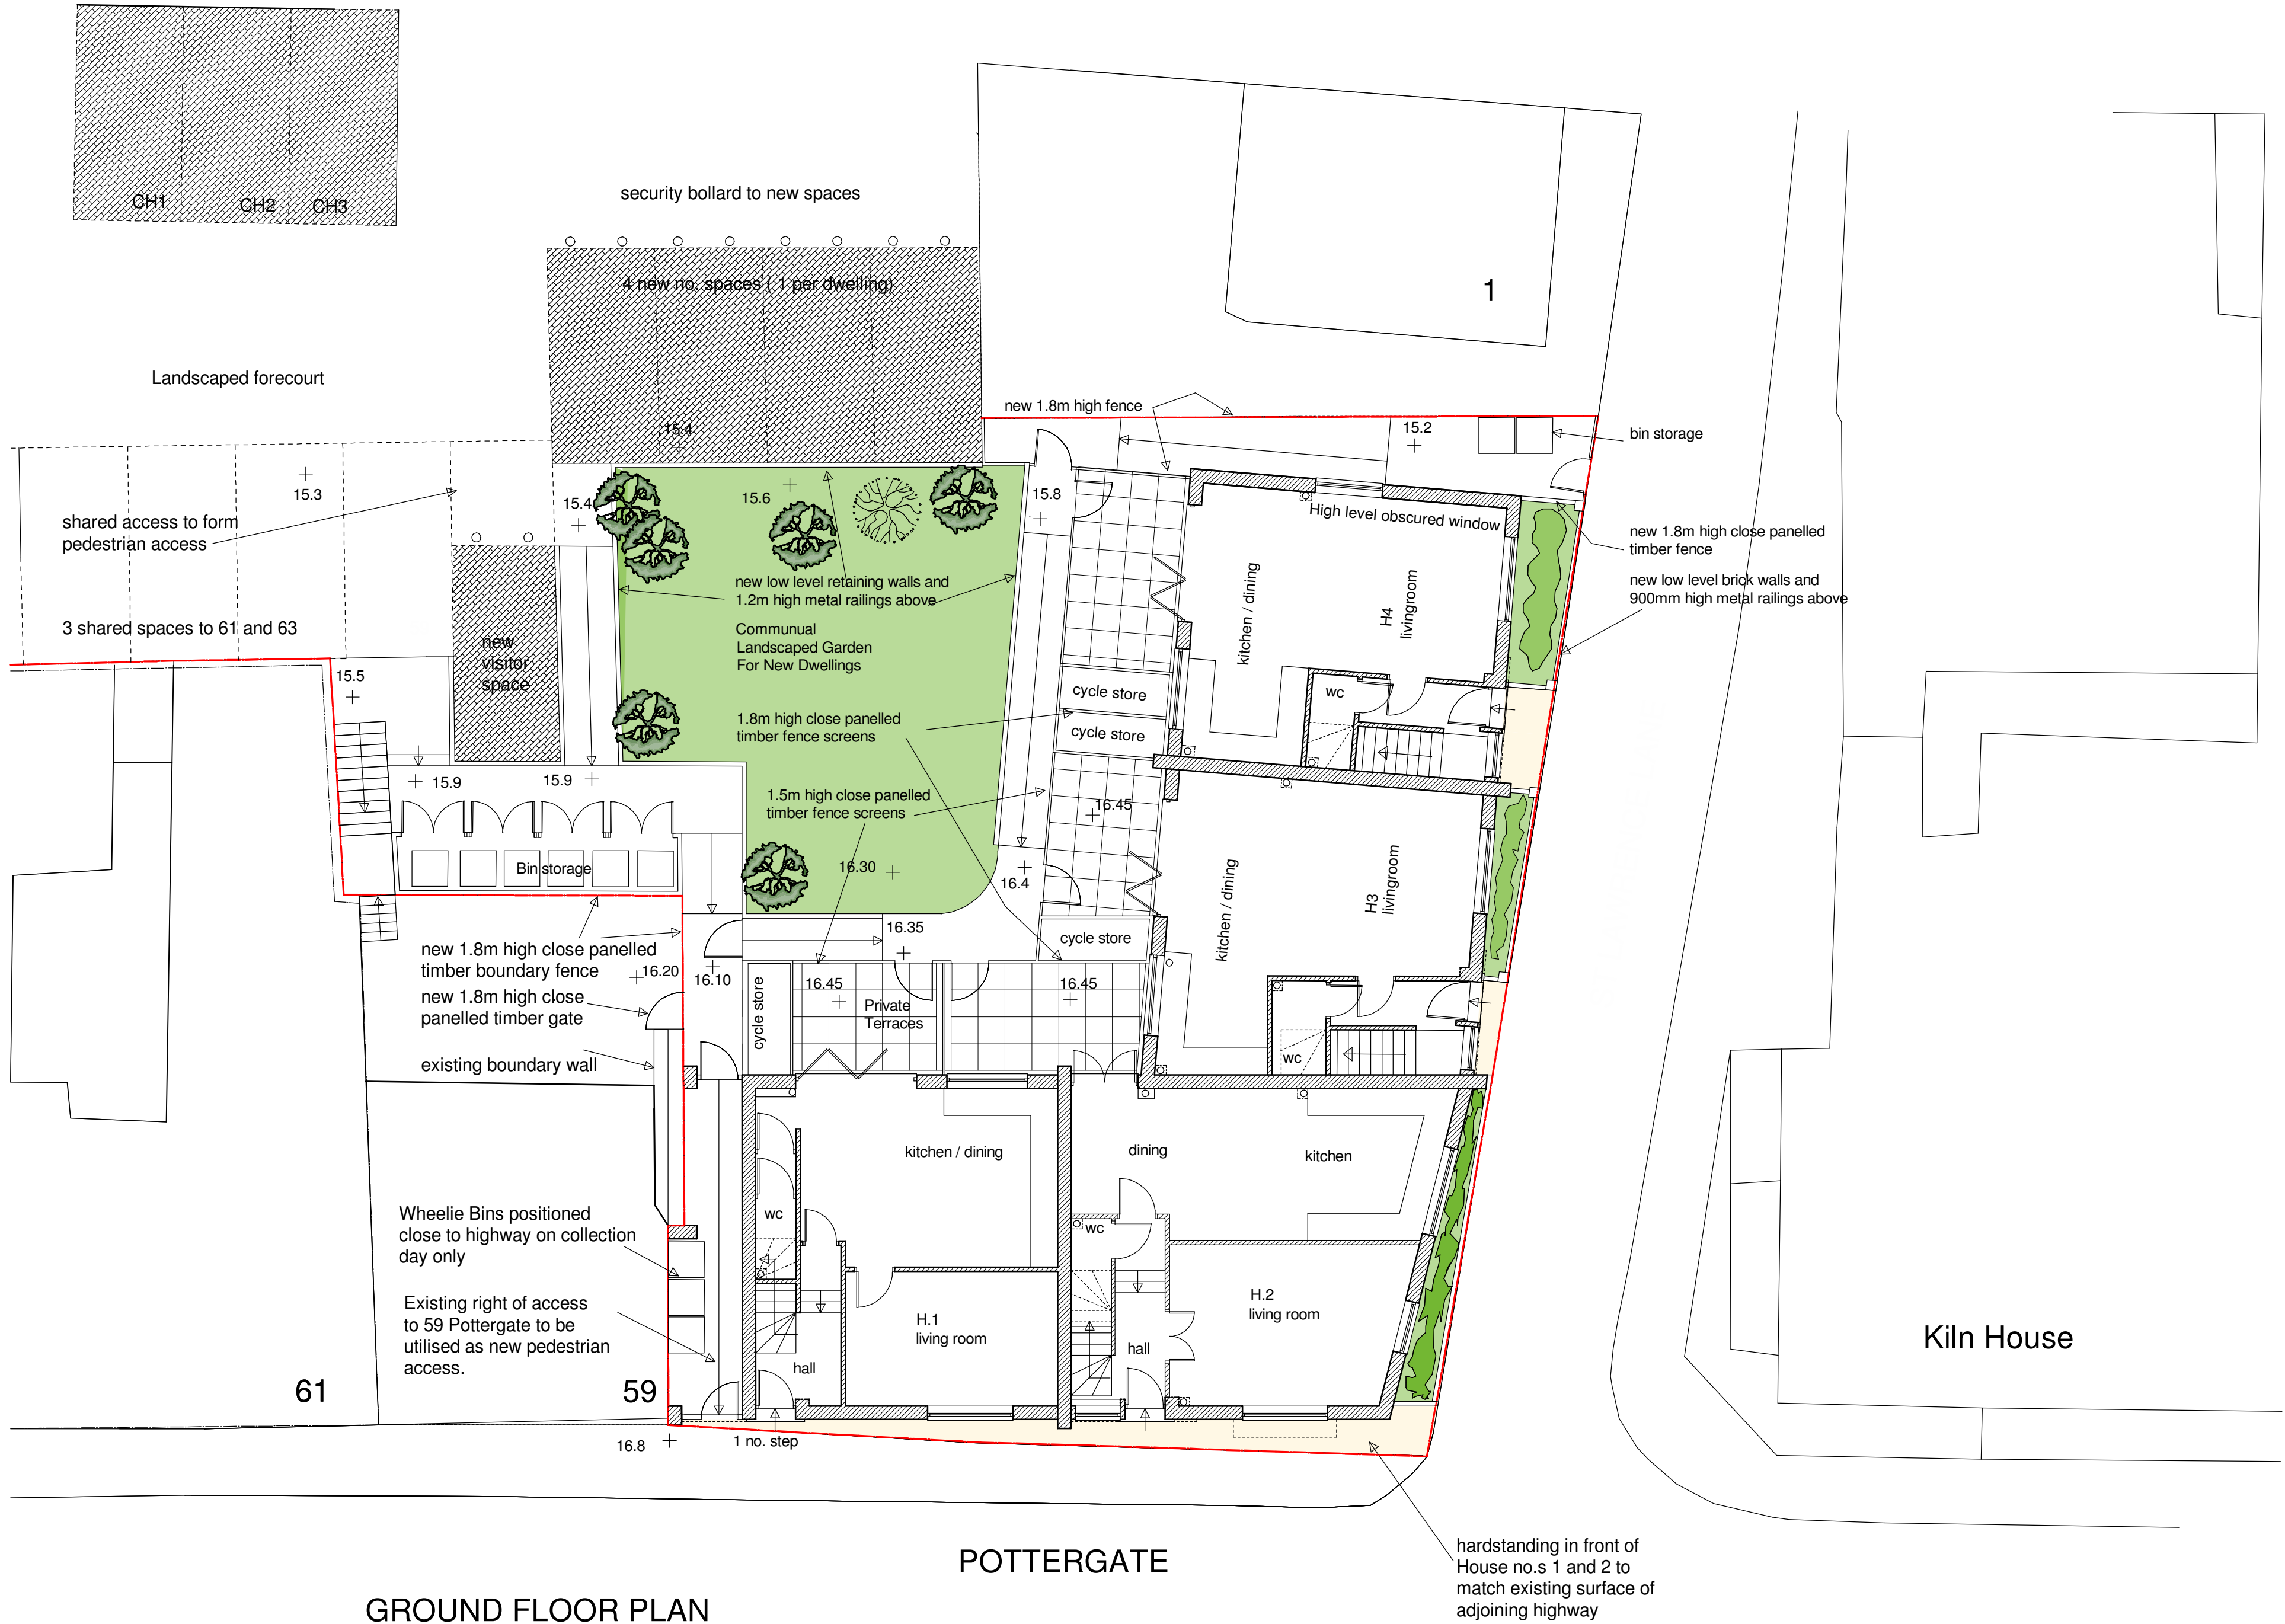 CH1
CH2
CH3
security bollard to new spaces
4 new no. spaces ( 1 per dwelling)
1
Landscaped forecourt
new 1.8m high fence
15.4
15.2
bin storage
15.3
15.4
15.6
15.8
shared access to form
pedestrian access
High level obscured window
new 1.8m high close panelled
timber fence
new low level retaining walls and
1.2m high metal railings above
new low level brick walls and
900mm high metal railings above
kitchen / dining
H4
livingroom
3 shared spaces to 61 and 63
new
visitor
space
Communual
Landscaped Garden
For New Dwellings
15.5
cycle store
wc
1.8m high close panelled
timber fence screens
cycle store
15.9
15.9
1.5m high close panelled
timber fence screens
16.45
Bin storage
16.30
16.4
kitchen / dining
H3
livingroom
16.35
cycle store
new 1.8m high close panelled
timber boundary fence
16.20
16.10
new 1.8m high close
panelled timber gate
cycle store
16.45
Private
Terraces
16.45
existing boundary wall
wc
kitchen / dining
dining
kitchen
Wheelie Bins positioned
close to highway on collection
day only
wc
wc
Existing right of access
to 59 Pottergate to be
utilised as new pedestrian
access.
H.1
living room
H.2
living room
hall
hall
Kiln House
61
59
16.8
1 no. step
POTTERGATE
hardstanding in front of
House no.s 1 and 2 to
match existing surface of
adjoining highway
GROUND FLOOR PLAN